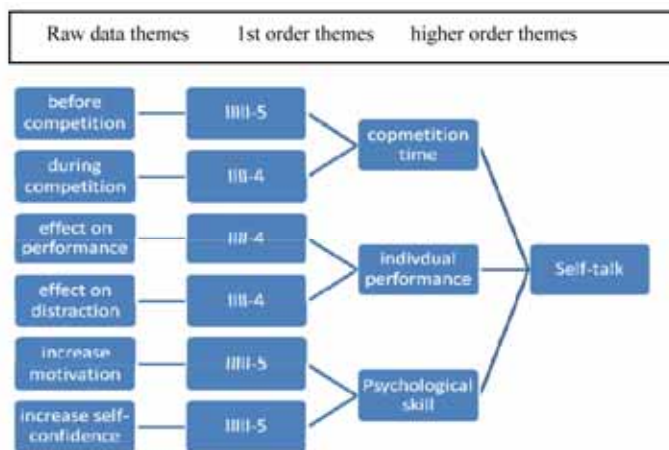 Raw data themes 1st order themes higher order themes
before
competition
IIIII-5
during
competition
IIII-4
effect on
performance
IIII-4
effect on
distraction
IIII-4
increase
motivation
IIIII-5
increase self-
confidence
IIIII-5
copmetition
time
indivdual
performance
Psychological
skill
Self-talk